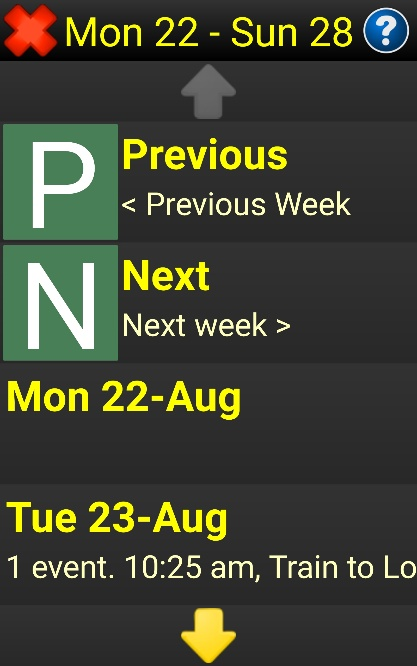 Mon 22 - Sun 28 ?
P Previous
< Previous Week
N Next
Next week >
Mon 22-Aug
Tue 23-Aug
1 event. 10:25 am, Train to Lo